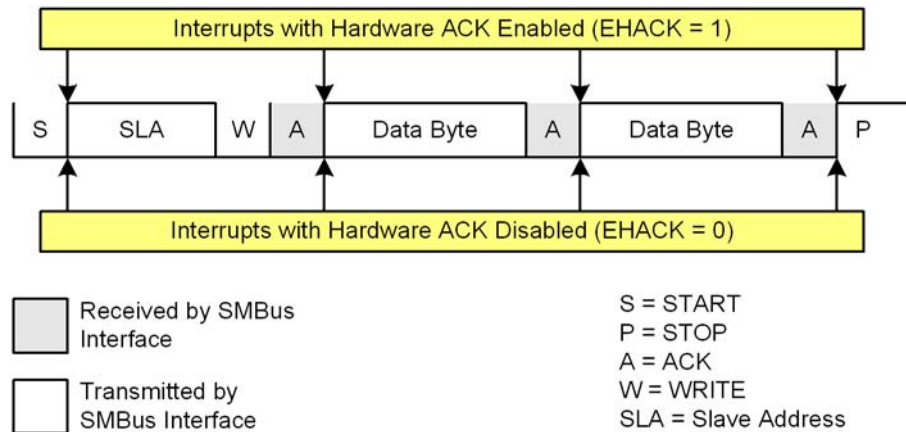 Interrupts with Hardware ACK Enabled (EHACK = 1)
S SLA W A Data Byte A Data Byte A P
Interrupts with Hardware ACK Disabled (EHACK = 0)
Received by SMBus
Interface
Transmitted by
SMBus Interface
S = START
P = STOP
A = ACK
W = WRITE
SLA = Slave Address